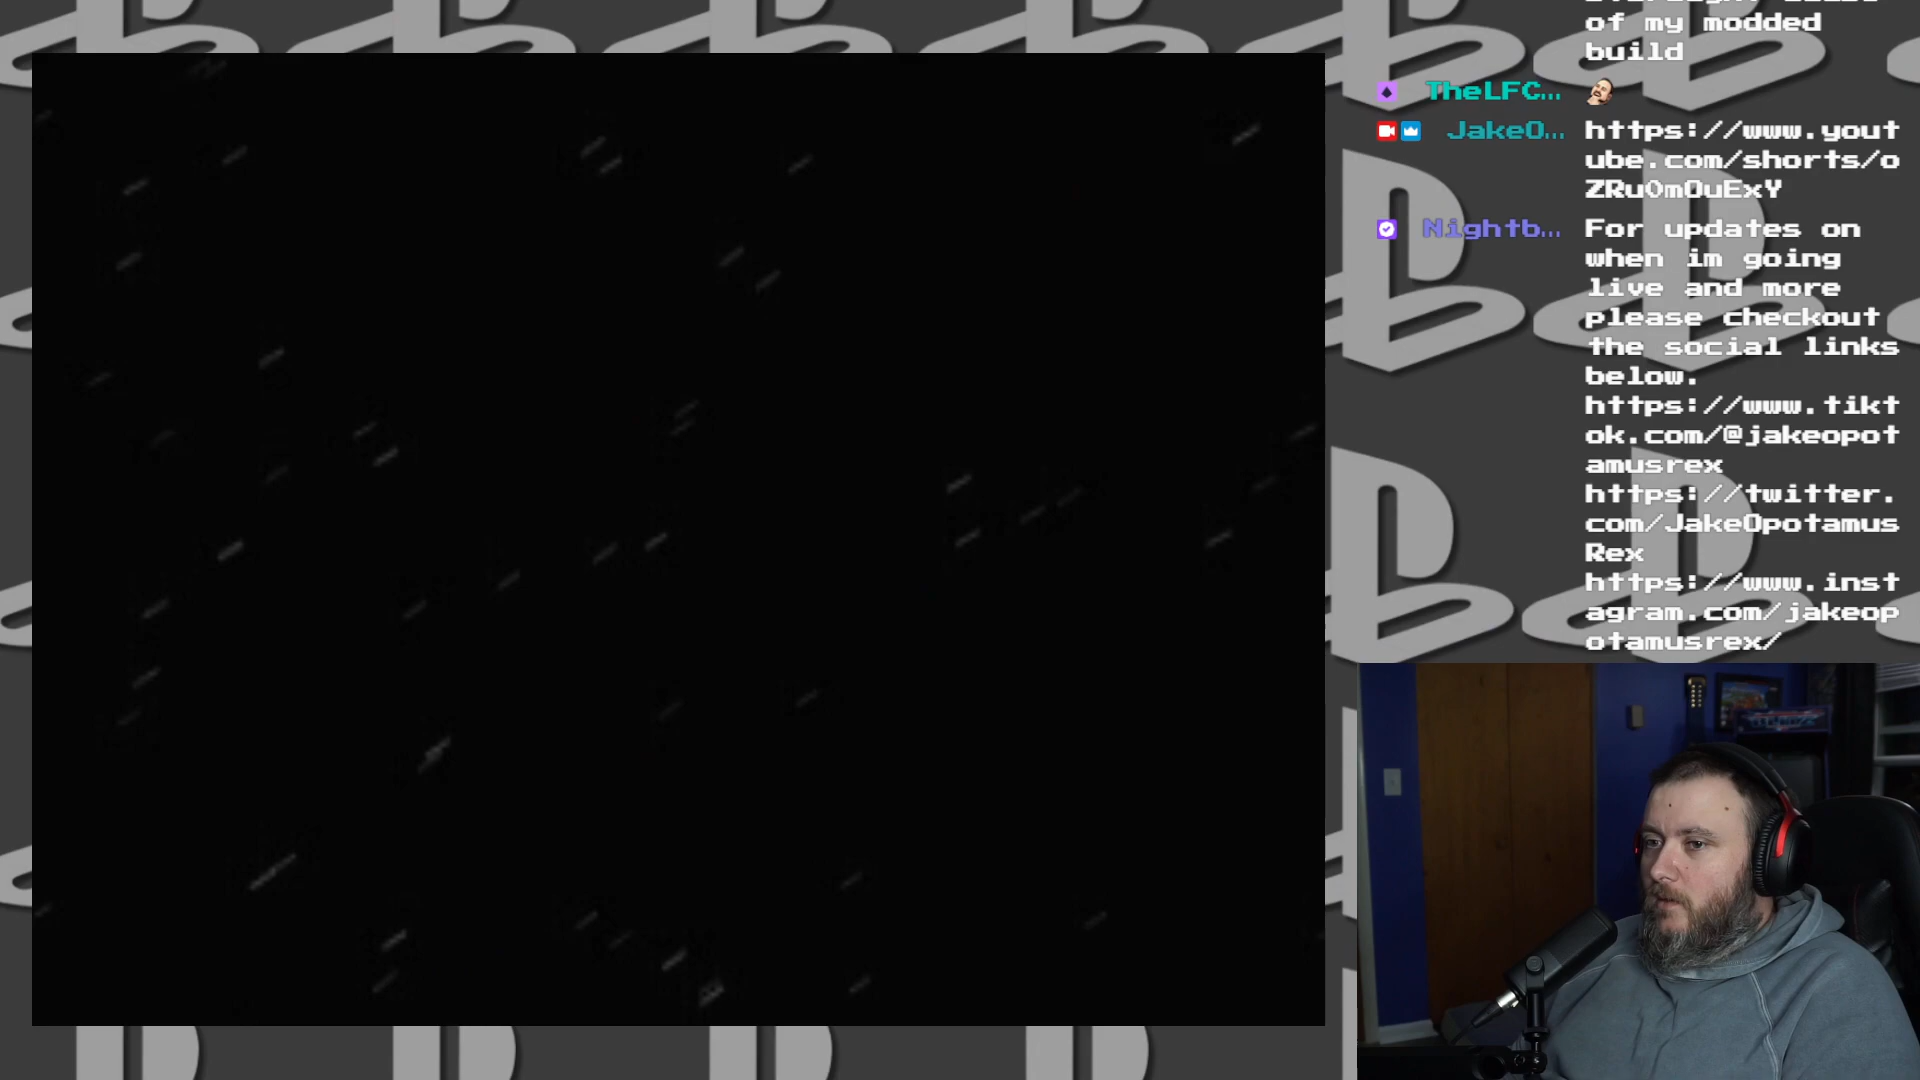 of my modded
build
TheLFC...
JakeO... https://www.yout
ube.com/shorts/o
ZRu0mOuExY
Nightb... For updates on
when im going
live and more
please checkout
the social links
below.
https://www.tikt
ok.com/@jakeopot
amusrex
https://twitter.
com/JakeOpotamus
Rex
https://www.inst
agram.com/jakeop
otamusrex/